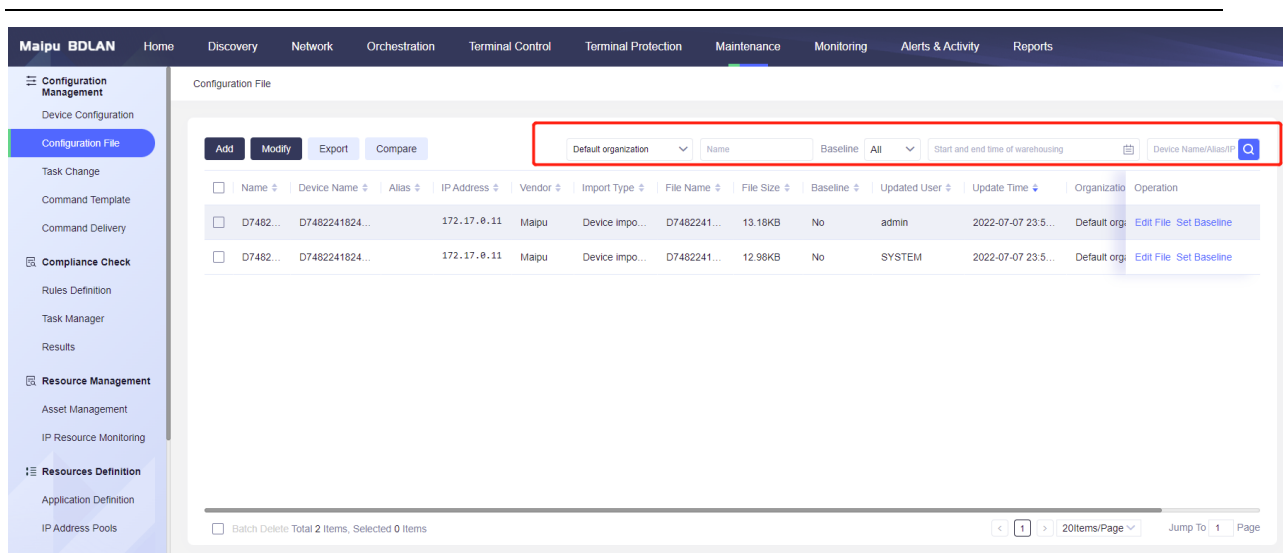 Maipu BDLAN Home Discovery Network Orchestration Terminal Control Terminal Protection Maintenance Monitoring Alerts & Activity Reports
Configuration
Management
Device Configuration
Configuration File
Task Change
Command Template
Command Delivery
Compliance Check
Rules Definition
Task Manager
Results
Resource Management
Asset Management
IP Resource Monitoring
Resources Definition
Application Definition
IP Address Pools
Configuration File
Add Modify Export Compare Default organization Name Baseline All Start and end time of warehousing Device Name/Alias/IP
Name Device Name Alias IP Address Vendor Import Type File Name File Size Baseline Updated User Update Time Organizatio Operation
D7482... D7482241824... 172.17.0.11 Maipu Device impo... D7482241... 13.18KB No admin 2022-07-07 23:5... Default orga Edit File Set Baseline
D7482... D7482241824... 172.17.0.11 Maipu Device impo... D7482241... 12.98KB No SYSTEM 2022-07-07 23:5... Default orga Edit File Set Baseline
Batch Delete Total 2 Items, Selected 0 Items < 1 > 20Items/Page Jump To 1 Page